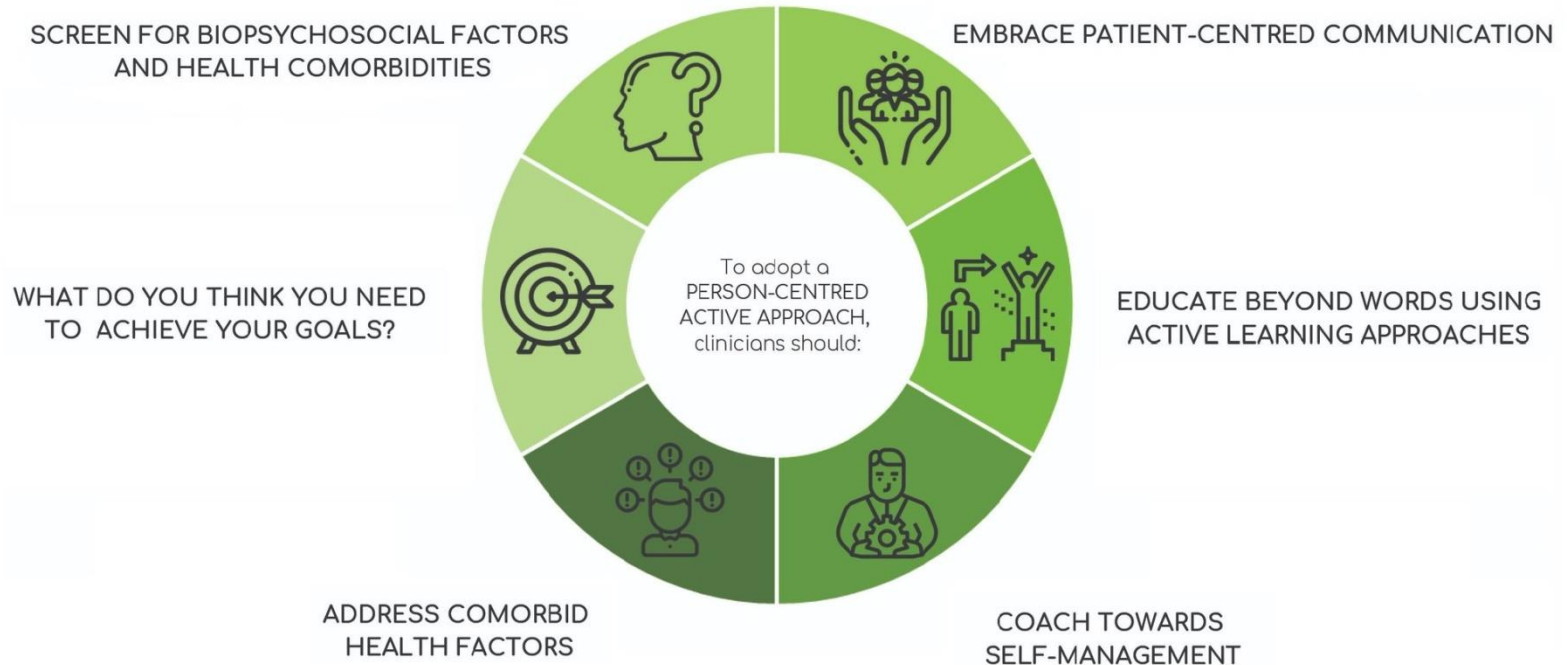 SCREEN FOR BIOPSYCHOSOCIAL FACTORS
AND HEALTH COMORBIDITIES
EMBRACE PATIENT-CENTRED COMMUNICATION
WHAT DO YOU THINK YOU NEED
TO ACHIEVE YOUR GOALS?
To adopt a
PERSON-CENTRED
ACTIVE APPROACH,
clinicians should:
EDUCATE BEYOND WORDS USING
ACTIVE LEARNING APPROACHES
ADDRESS COMORBID
HEALTH FACTORS
COACH TOWARDS
SELF-MANAGEMENT